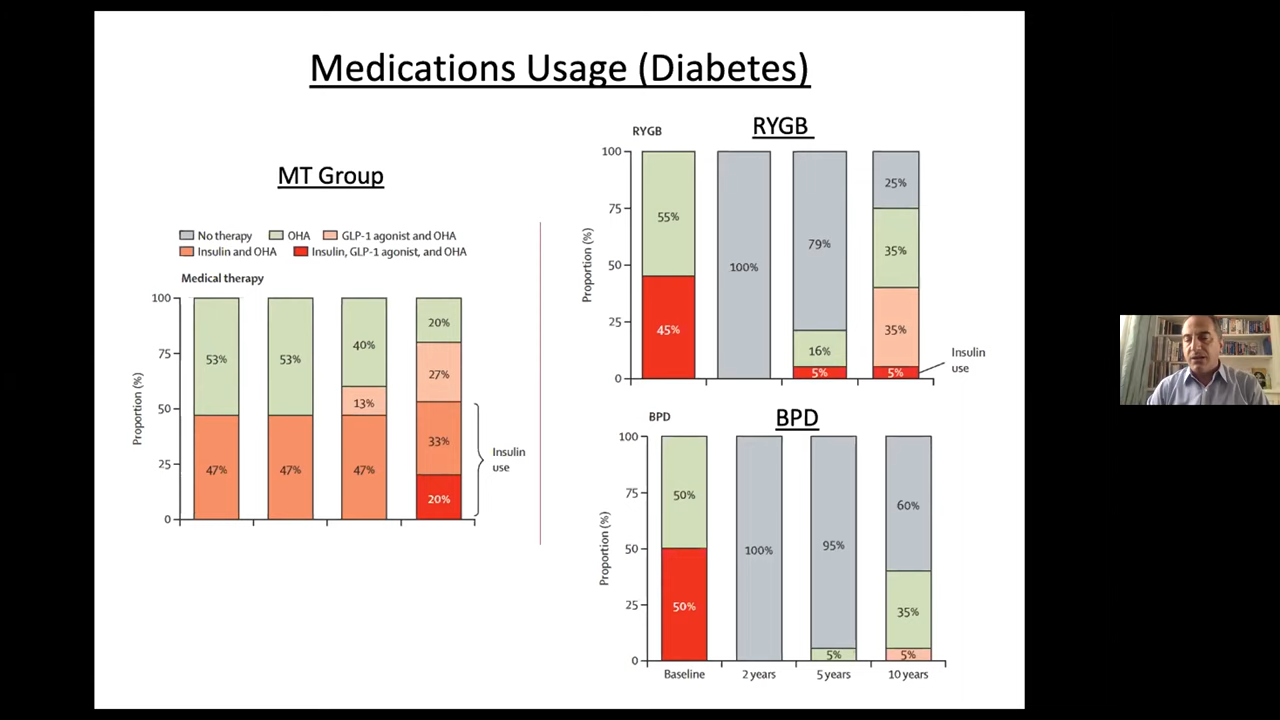 Medications Usage (Diabetes)
MT Group
No therapy OHA GLP-1 agonist and OHA
Insulin and OHA Insulin, GLP-1 agonist, and OHA
Medical therapy
Proportion (%)
100
75
50
25
0
53%
47%
53%
47%
40%
13%
47%
20%
27%
33%
20%
Insulin
use
RYGB
RYGB
Proportion (%)
100
75
50
25
0
55%
45%
100%
79%
16%
5%
25%
35%
35%
5%
Insulin
use
BPD
BPD
Proportion (%)
100
75
50
25
0
50%
50%
100%
95%
5%
60%
35%
5%
Baseline 2 years 5 years 10 years